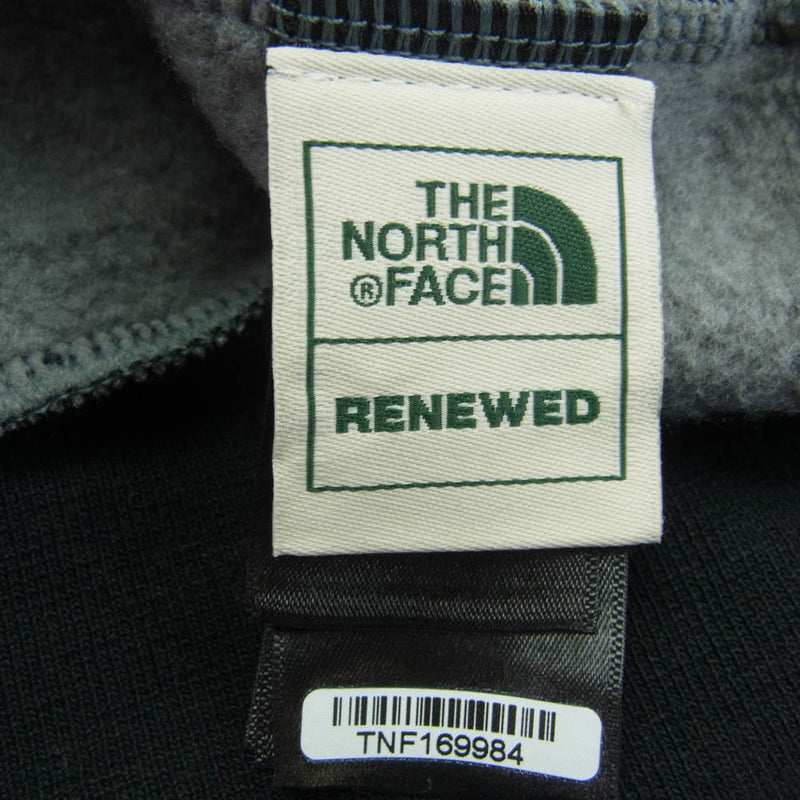 THE
NORTH
®FACE
RENEWED
TNF169984